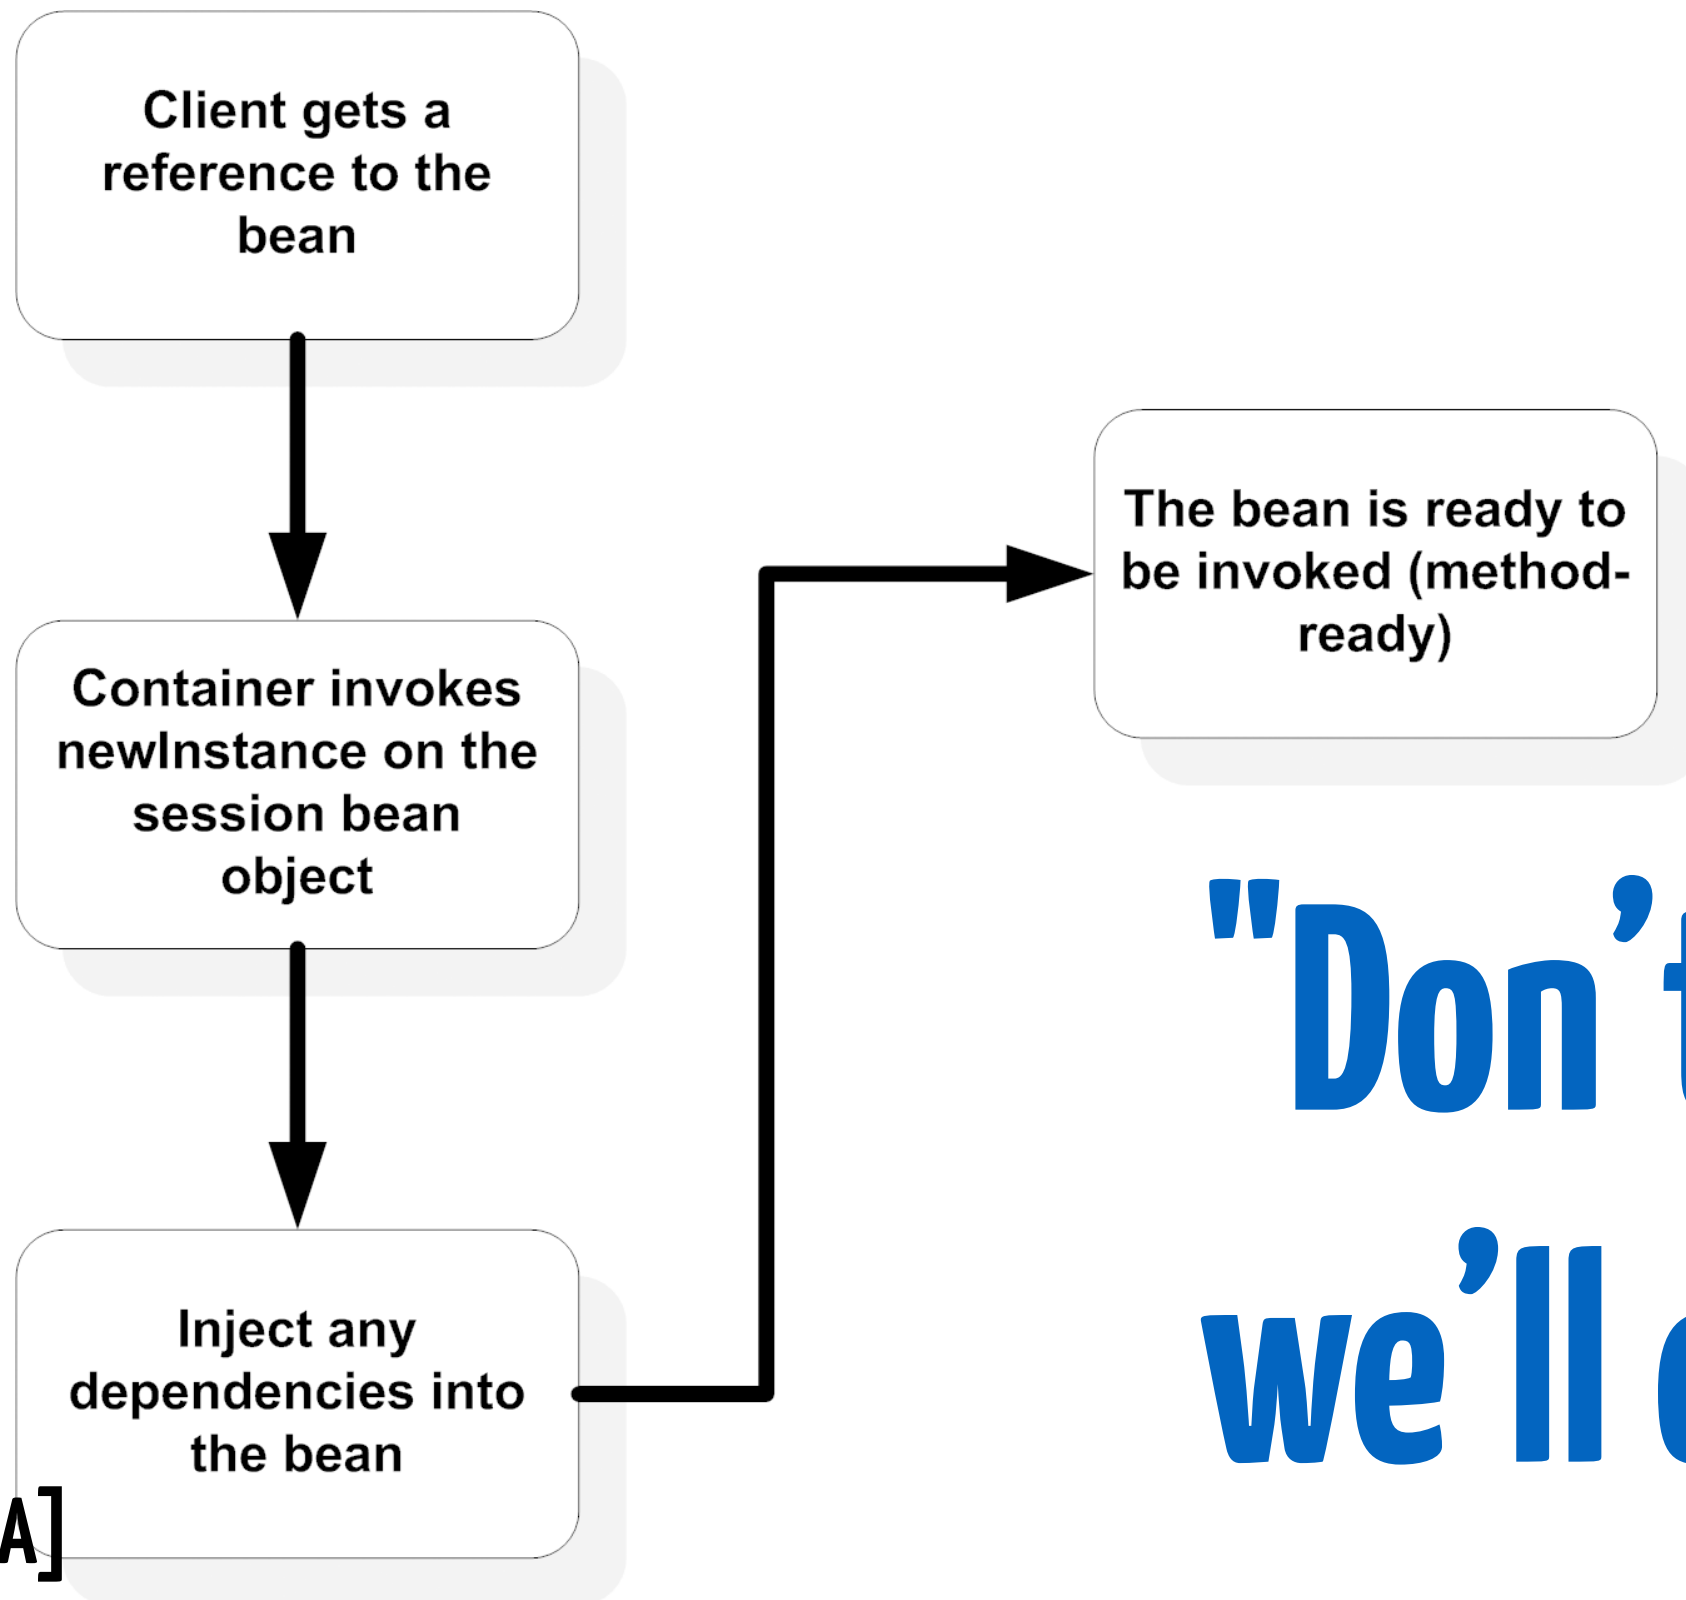 Client gets a
reference to the
bean
Container invokes
newInstance on the
session bean
object
Inject any
dependencies into
the bean
A]
The bean is ready to
be invoked (method-
ready)
"Don’t
we’ll